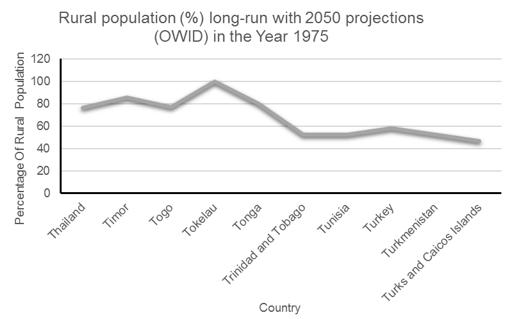 Rural population (%) long-run with 2050 projections
(OWID) in the Year 1975
Percentage Of Rural  Population
120
100
80
60
40
20
0
Thailand
Timor
Togo
Tokelau
Tonga
Trinidad and Tobago
Tunisia
Turkey
Turkmenistan
Turks and Caicos Islands
Country